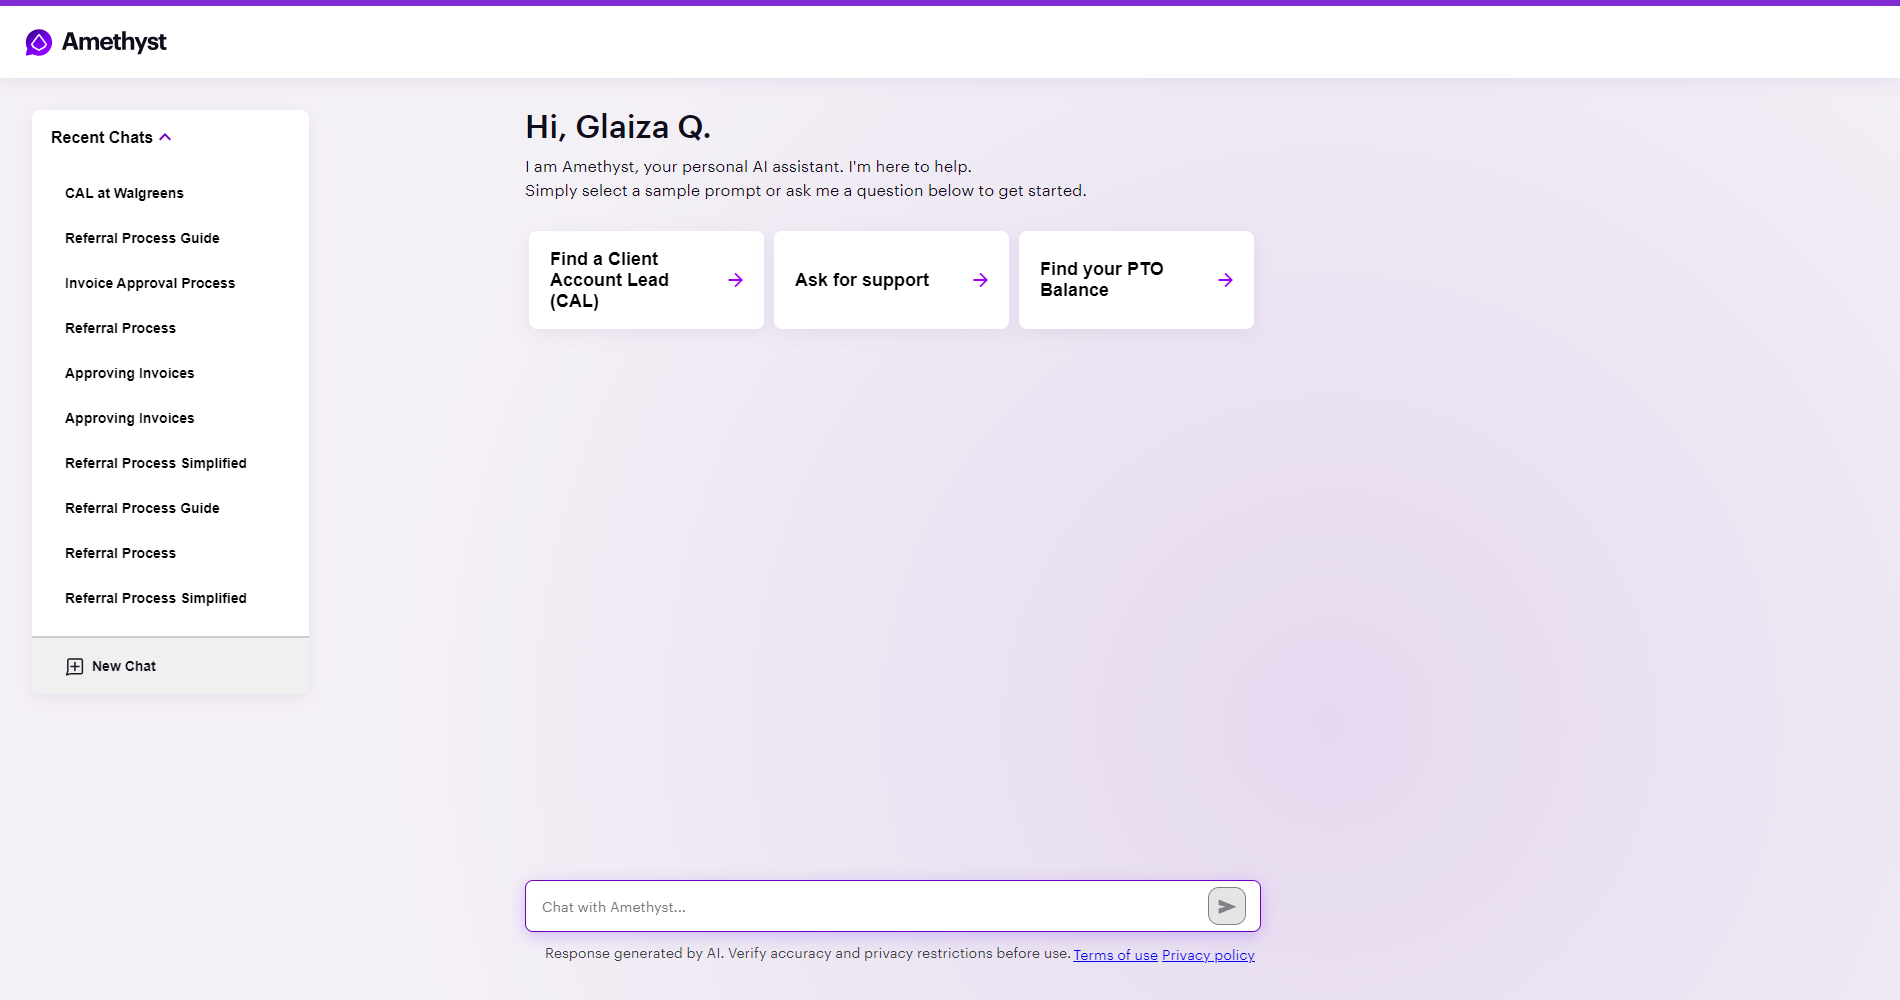 Amethyst
Recent Chats
CAL at Walgreens
Referral Process Guide
Invoice Approval Process
Referral Process
Approving Invoices
Approving Invoices
Referral Process Simplified
Referral Process Guide
Referral Process
Referral Process Simplified
New Chat
Hi, Glaiza Q.
I am Amethyst, your personal AI assistant. I'm here to help.
Simply select a sample prompt or ask me a question below to get started.
Find a Client
Account Lead
(CAL)
Ask for support
Find your PTO
Balance
Chat with Amethyst...
Response generated by AI. Verify accuracy and privacy restrictions before use. Terms of use Privacy policy